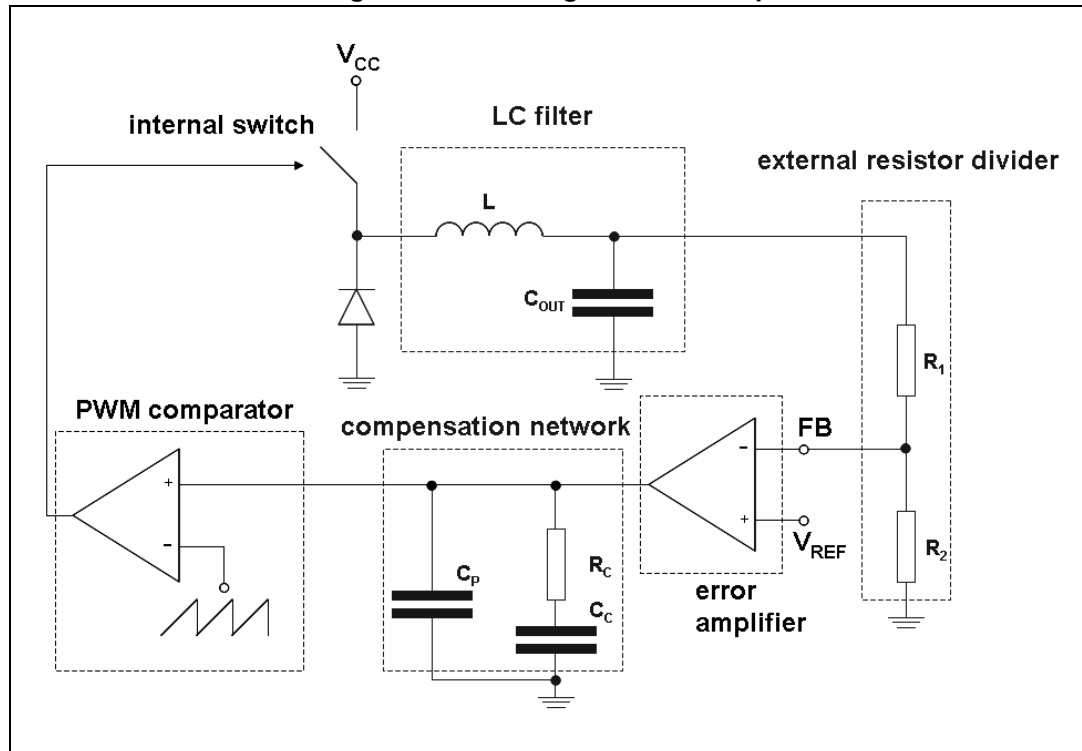 V_CC
internal switch
LC filter
external resistor divider
L
C_OUT
R_1
PWM comparator
compensation network
FB
-
+
+
-
V_REF
R_2
C_P
R_C
C_C
error
amplifier